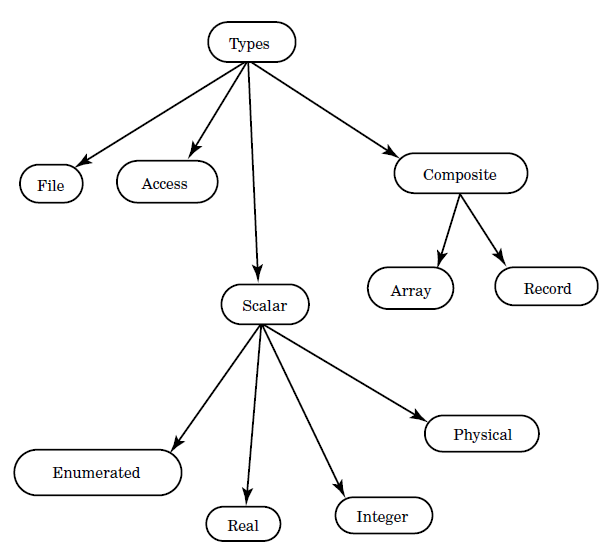 Types
File
Access
Composite
Array
Record
Scalar
Enumerated
Real
Integer
Physical